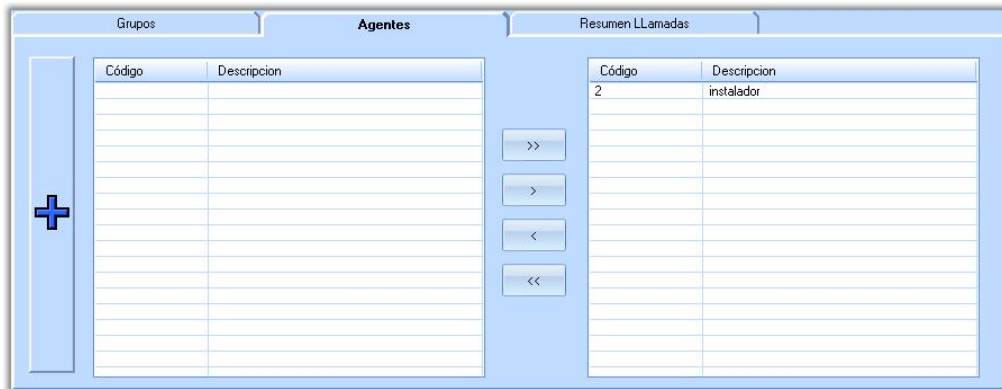 Grupos Agentes Resumen LLamadas
Código Descripcion Código Descripcion
2 instalador
>>
>
<
<<